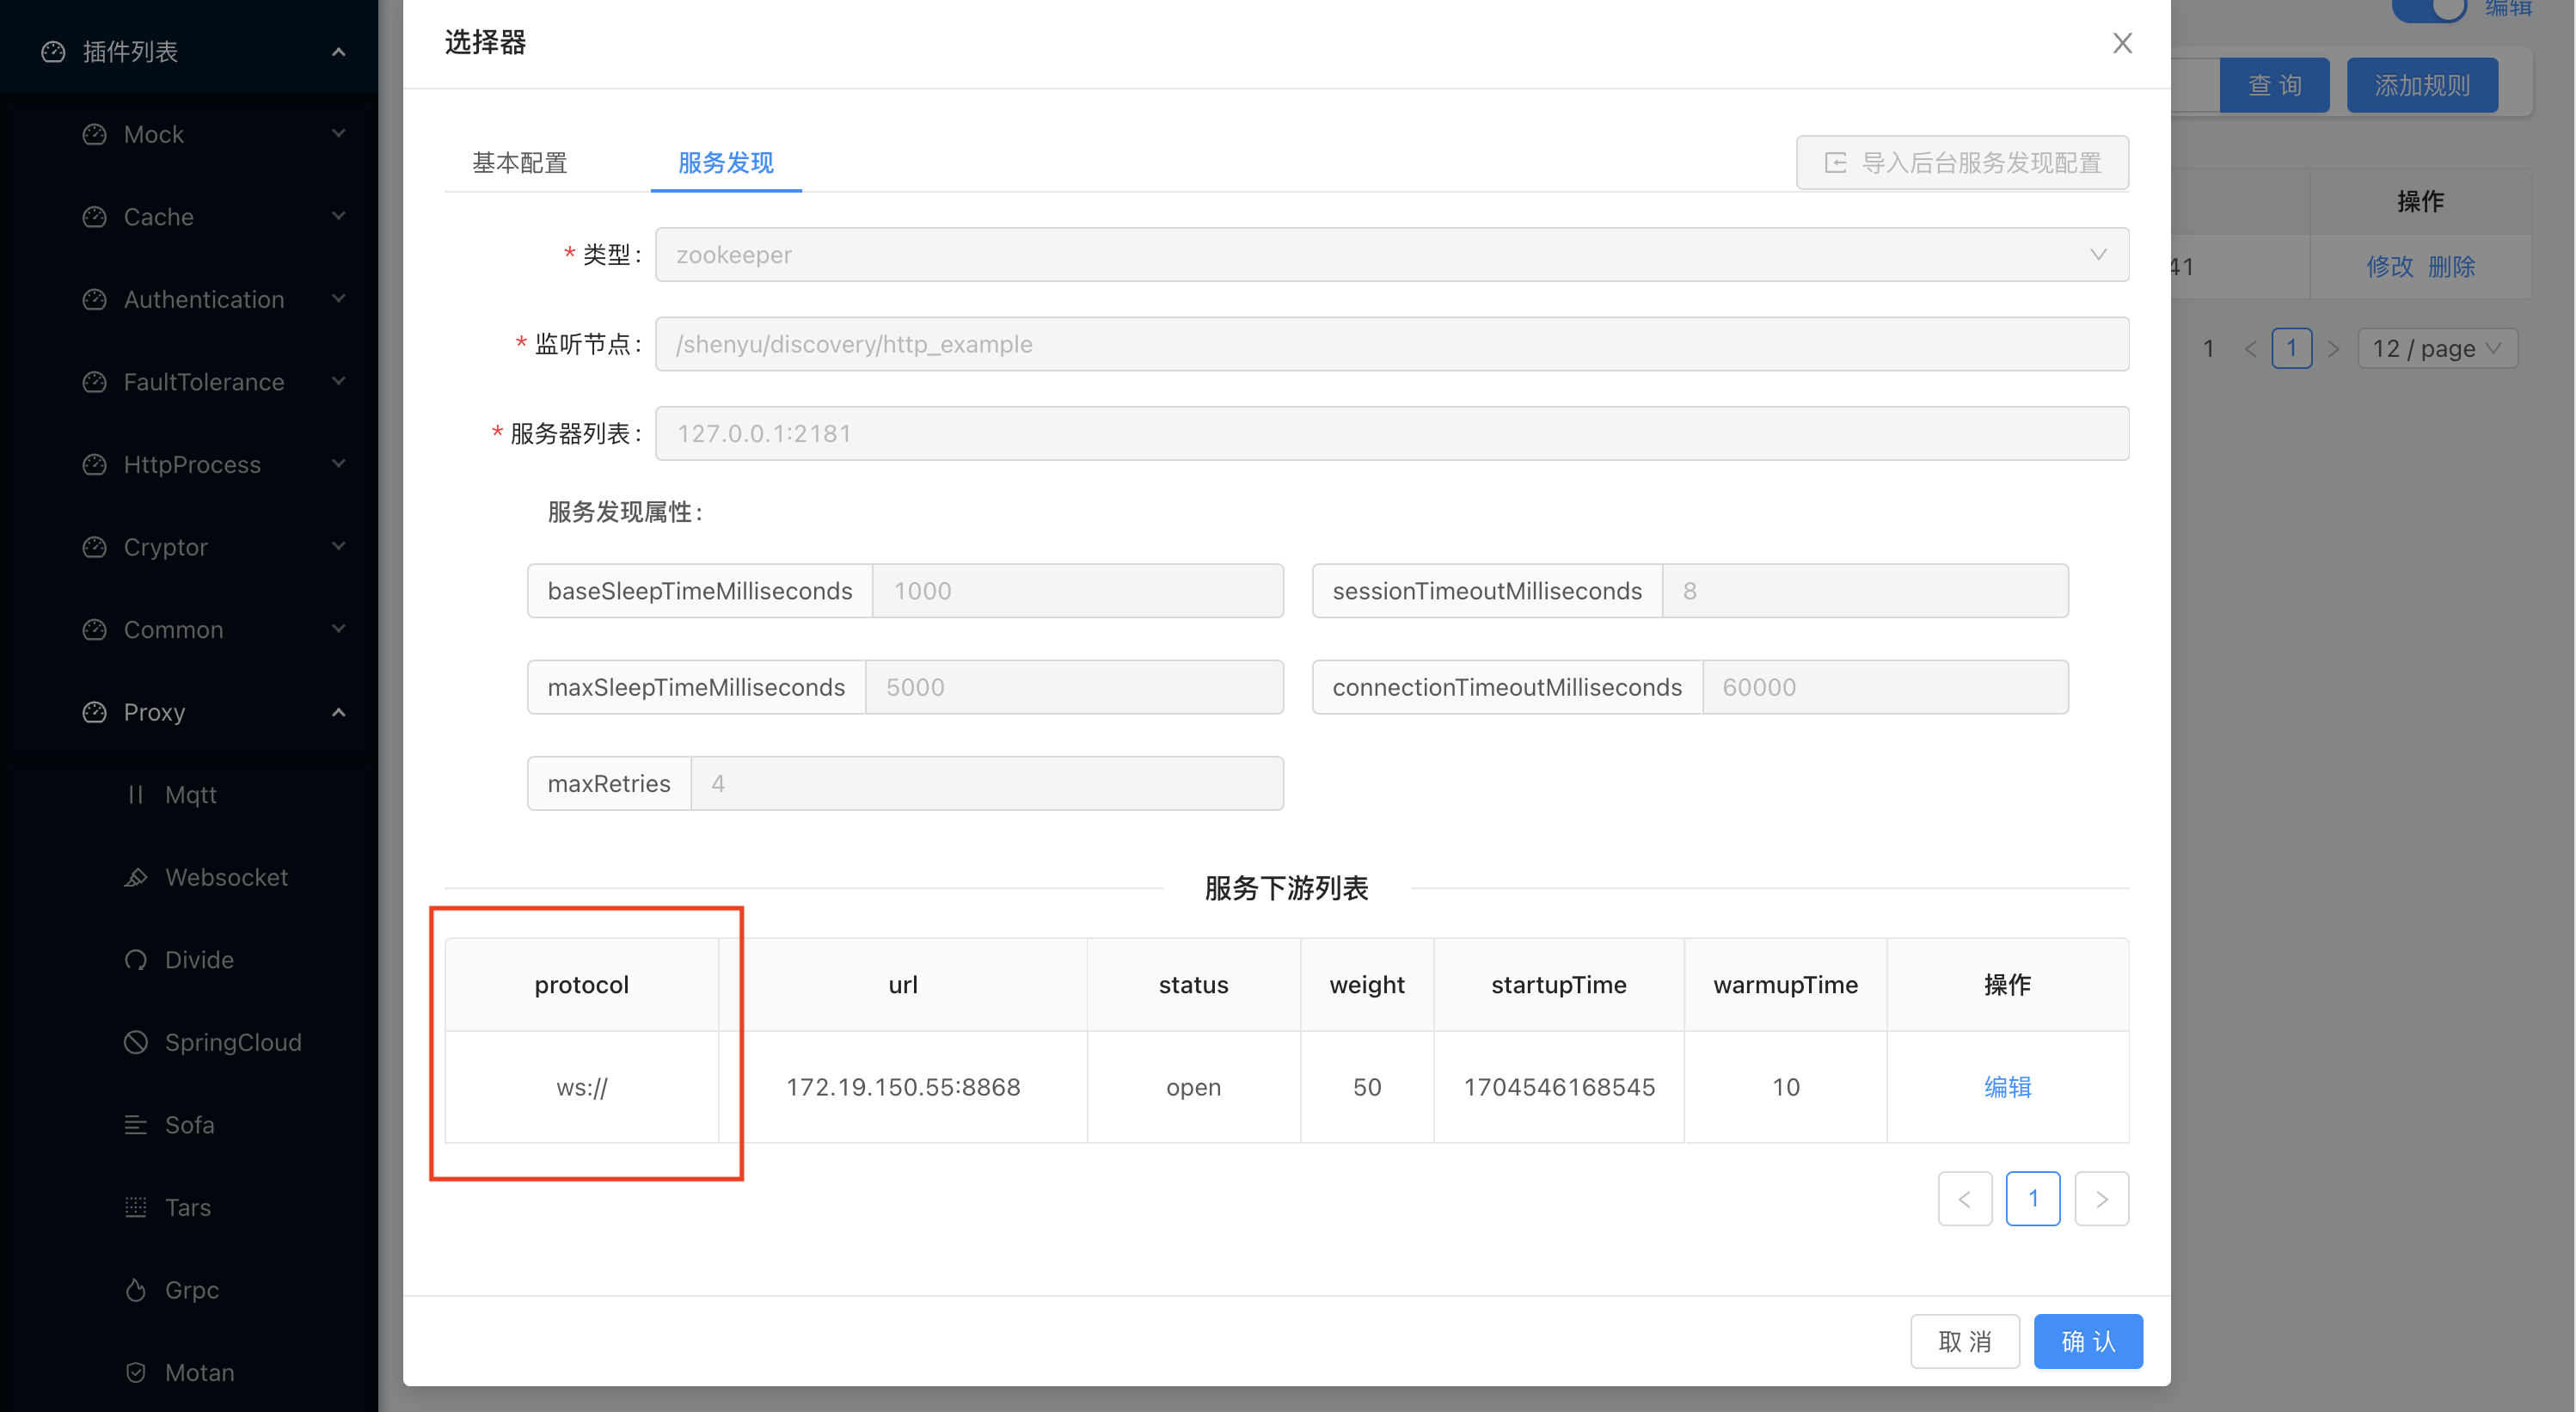 插件列表
Mock
Cache
Authentication
FaultTolerance
HttpProcess
Cryptor
Common
Proxy
Mqtt
Websocket
Divide
SpringCloud
Sofa
Tars
Grpc
Motan
选择器
基本配置
服务发现
导入后台服务发现配置
* 类型: zookeeper
* 监听节点: /shenyu/discovery/http_example
* 服务器列表: 127.0.0.1:2181
服务发现属性:
baseSleepTimeMilliseconds 1000
sessionTimeoutMilliseconds 8
maxSleepTimeMilliseconds 5000
connectionTimeoutMilliseconds 60000
maxRetries 4
服务下游列表
protocol url status weight startupTime warmupTime 操作
ws:// 172.19.150.55:8868 open 50 1704546168545 10 编辑
< 1 >
取 消 确 认
编辑
查 询 添加规则
操作
41 修改 删除
1 < 1 > 12 / page